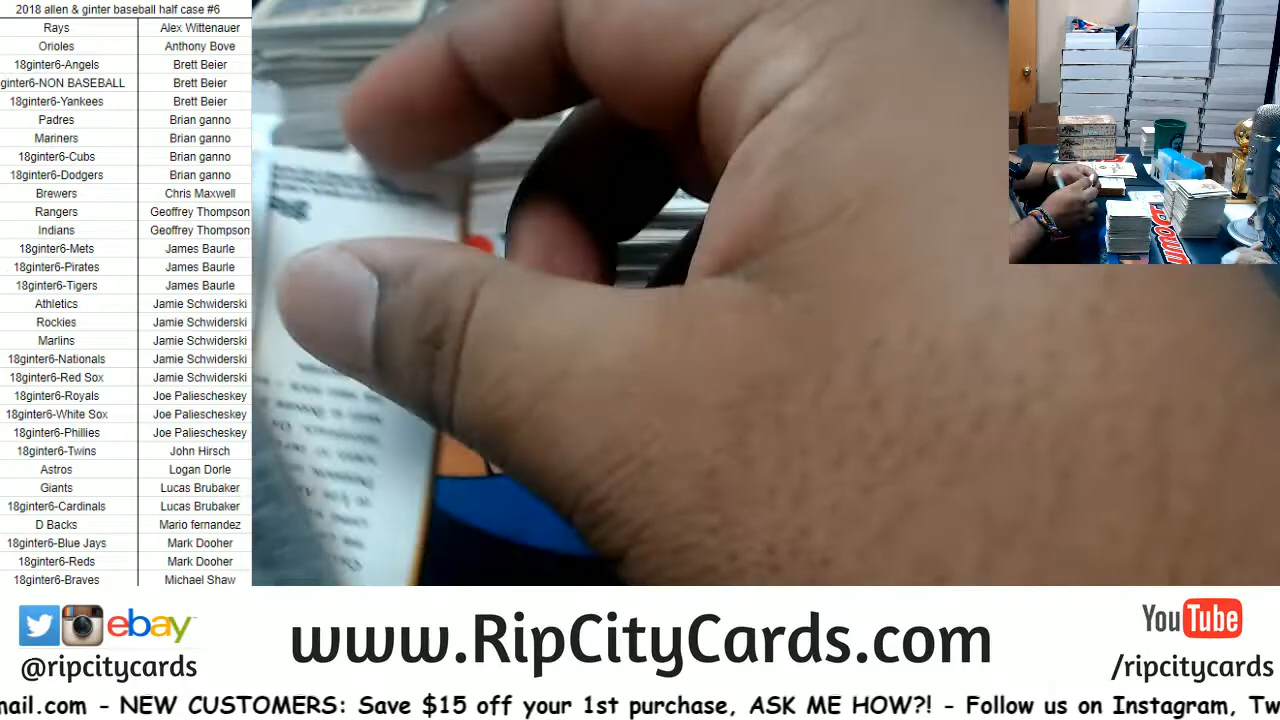 2018 allen & ginter baseball half case #6
Rays Alex Wittenauer
Orioles Anthony Bove
18ginter6-Angels Brett Beier
ginter6-NON BASEBALL Brett Beier
18ginter6-Yankees Brett Beier
Padres Brian ganno
Mariners Brian ganno
18ginter6-Cubs Brian ganno
18ginter6-Dodgers Brian ganno
Brewers Chris Maxwell
Rangers Geoffrey Thompson
Indians Geoffrey Thompson
18ginter6-Mets James Baurle
18ginter6-Pirates James Baurle
18ginter6-Tigers James Baurle
Athletics Jamie Schwiderski
Rockies Jamie Schwiderski
Marlins Jamie Schwiderski
18ginter6-Nationals Jamie Schwiderski
18ginter6-Red Sox Jamie Schwiderski
18ginter6-Royals Joe Paliescheskey
18ginter6-White Sox Joe Paliescheskey
18ginter6-Phillies Joe Paliescheskey
18ginter6-Twins John Hirsch
Astros Logan Dorle
Giants Lucas Brubaker
18ginter6-Cardinals Lucas Brubaker
D Backs Mario fernandez
18ginter6-Blue Jays Mark Dooher
18ginter6-Reds Mark Dooher
18ginter6-Braves Michael Shaw
ebay
@ripcitycards
www.RipCityCards.com
YouTube
/ripcitycards
mail.com - NEW CUSTOMERS: Save $15 off your 1st purchase, ASK ME HOW?! - Follow us on Instagram, Tw